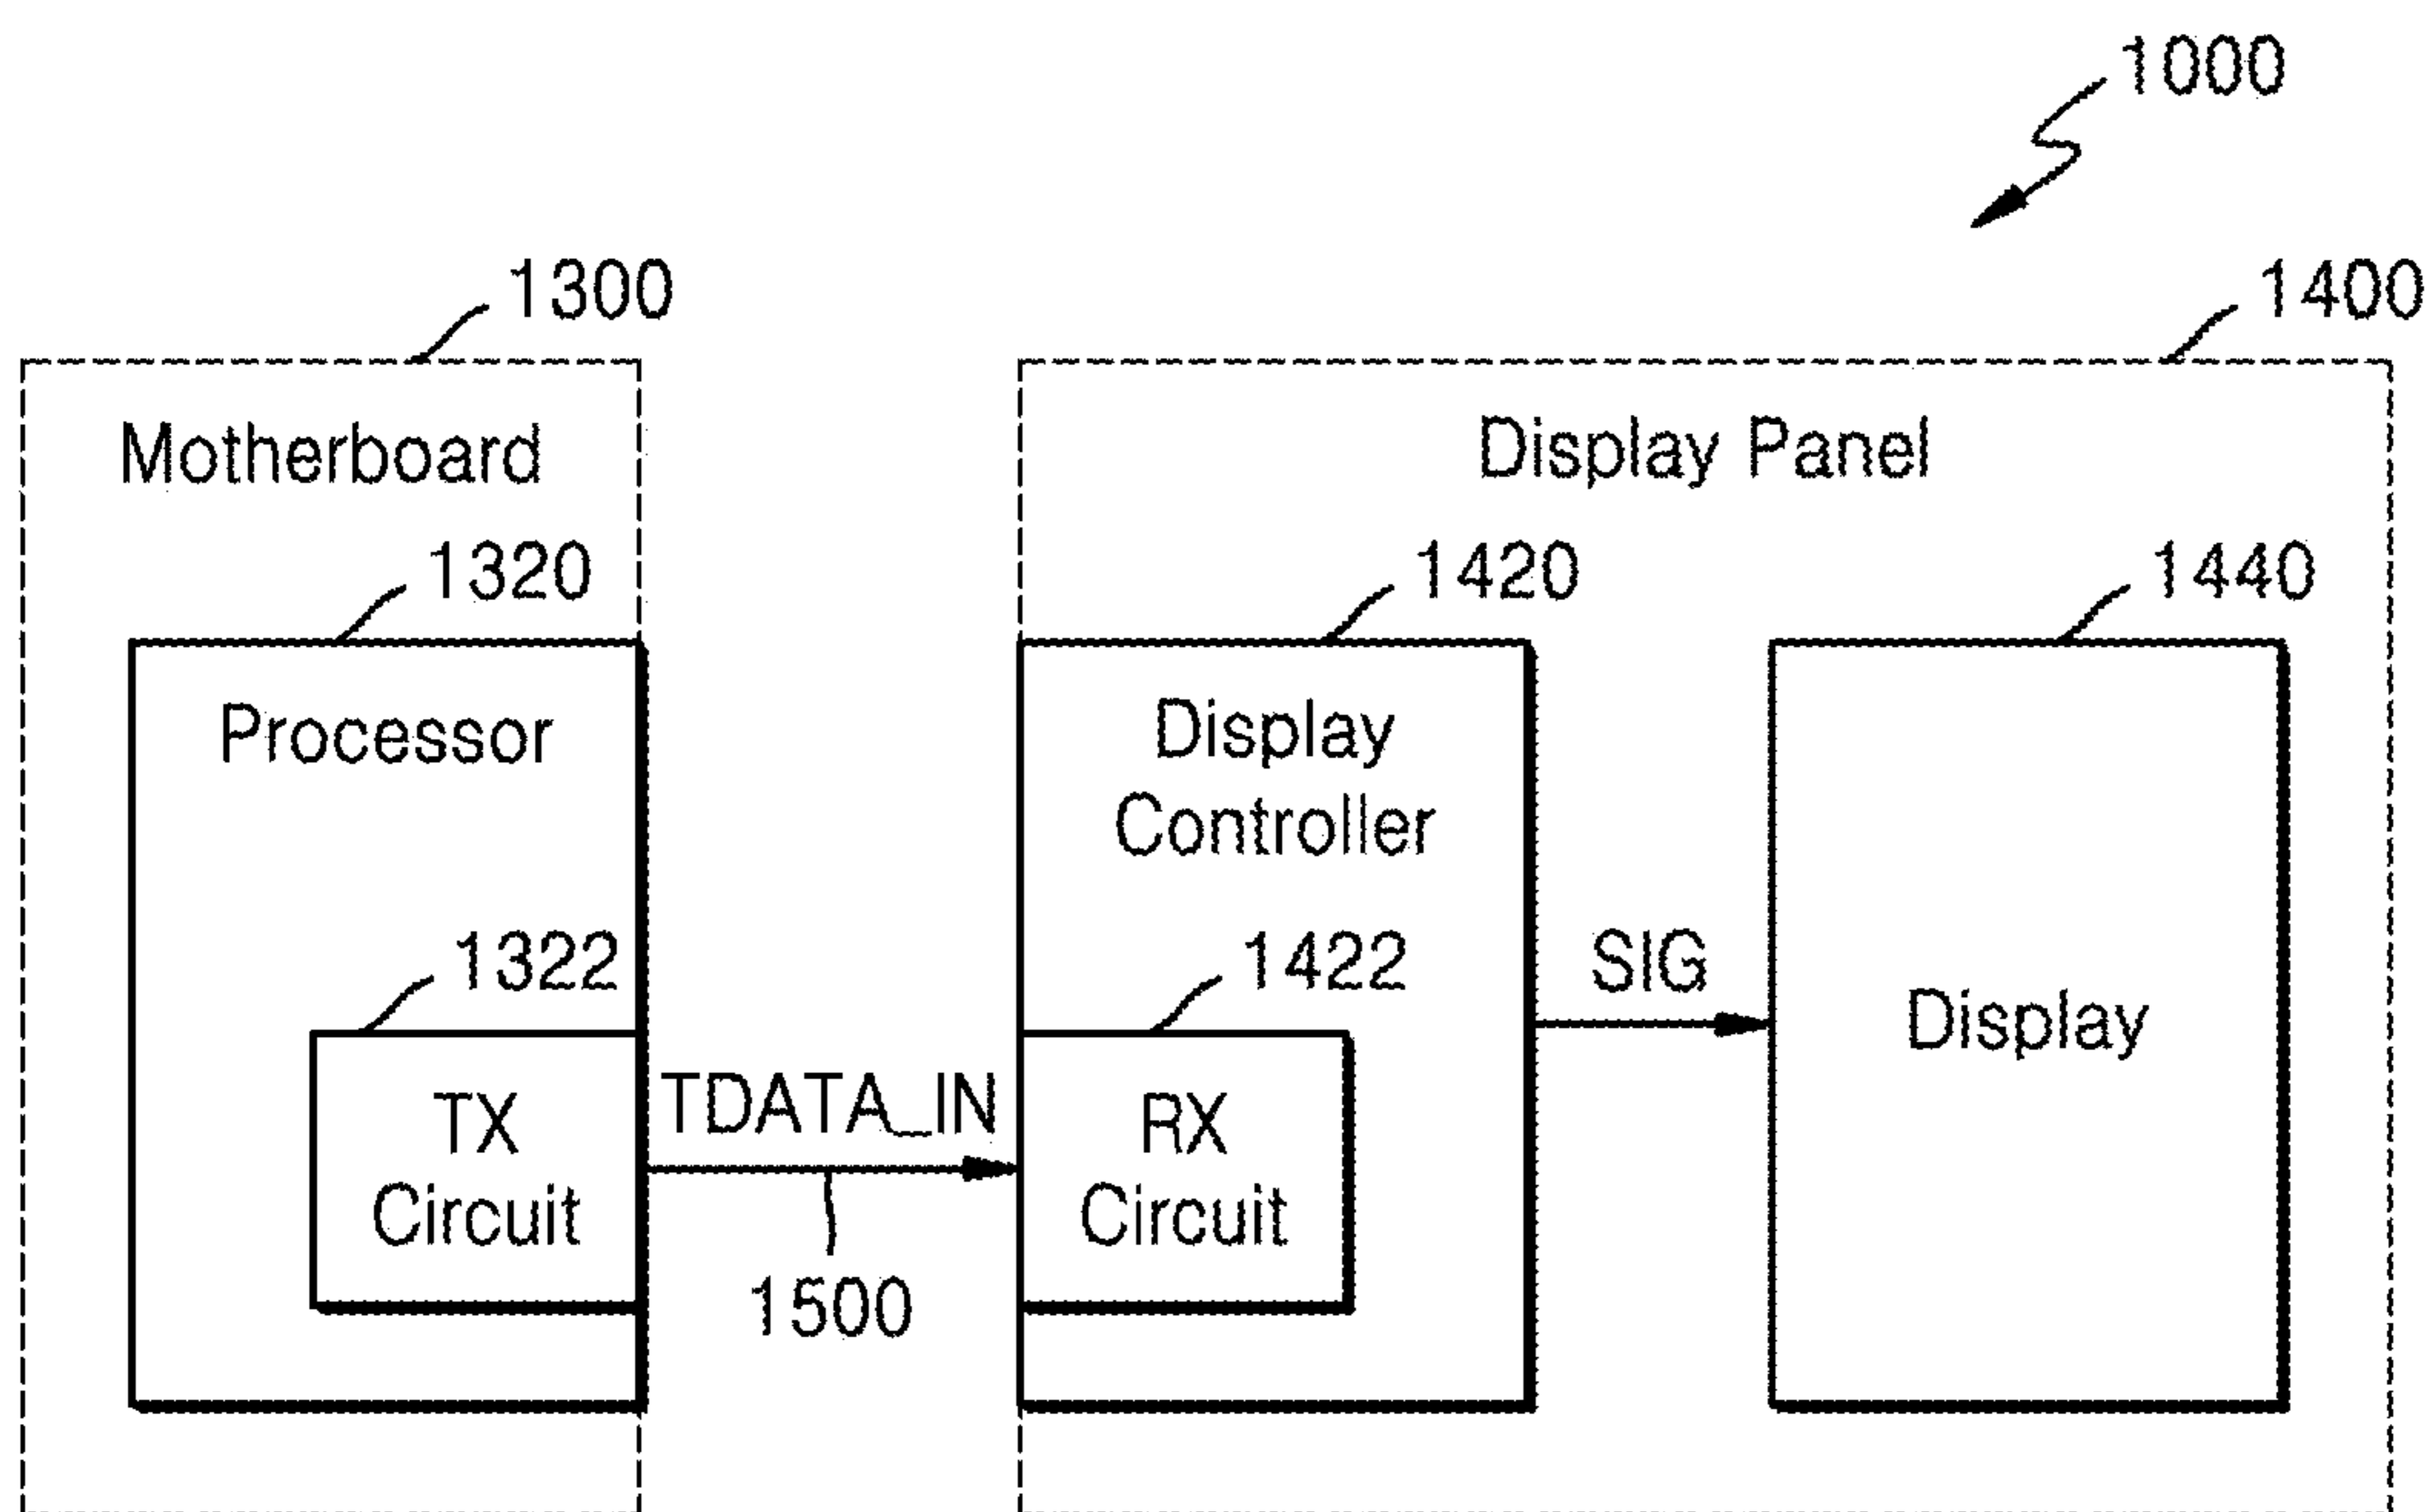 1000
1300
1400
Motherboard
Display Panel
1320
1420
1440
Processor
Display
Controller
1322
1422
SIG
Display
TX
Circuit
TDATA_IN
RX
Circuit
1500